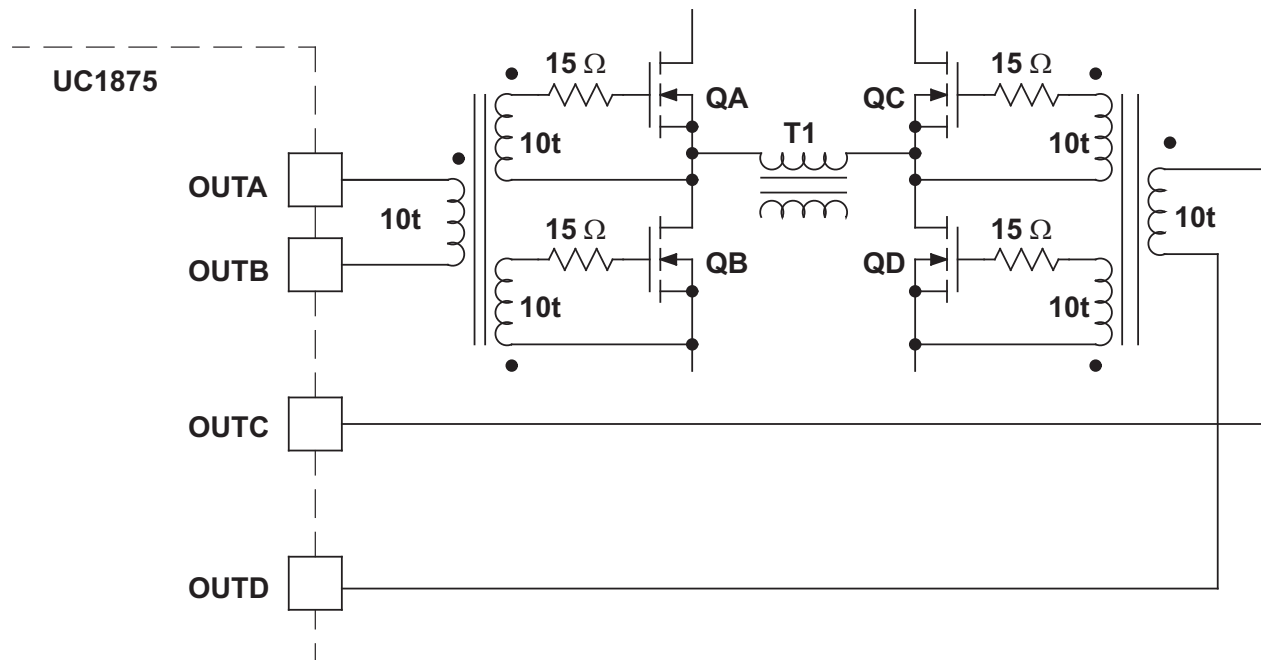 UC1875
15 Ω
15 Ω
QA
QC
T1
10t
10t
OUTA
10t
10t
15 Ω
15 Ω
OUTB
QB
QD
10t
10t
OUTC
OUTD